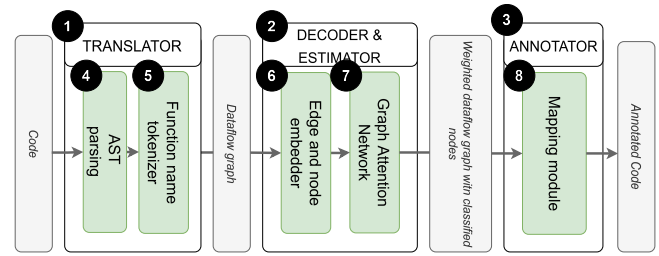 1
TRANSLATOR
2
DECODER &
ESTIMATOR
3
ANNOTATOR
Code
4
AST
parsing
5
Function name
tokenizer
Dataflow graph
6
Edge and node
embedder
7
Graph Attention
Network
Weighted dataflow graph witn classified
nodes
8
Mapping module
Annotated Code